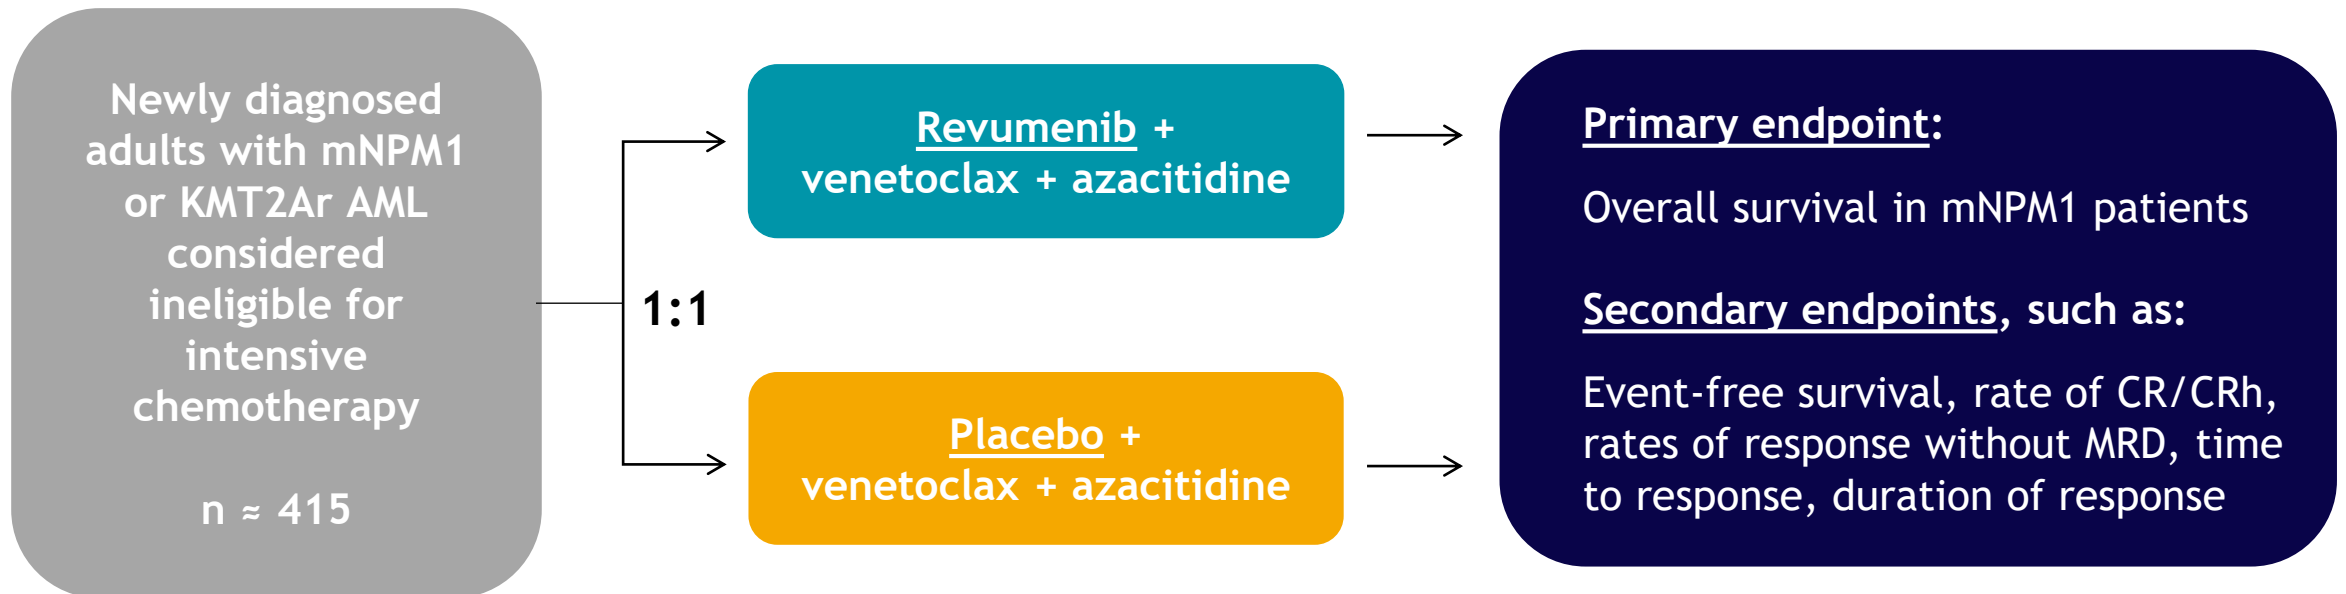 Newly diagnosed
adults with mNPM1
or KMT2Ar AML
considered
ineligible for
intensive
chemotherapy
n ≈ 415
1:1
Revumenib +
venetoclax + azacitidine
Placebo +
venetoclax + azacitidine
Primary endpoint:
Overall survival in mNPM1 patients
Secondary endpoints, such as:
Event-free survival, rate of CR/CRh,
rates of response without MRD, time
to response, duration of response